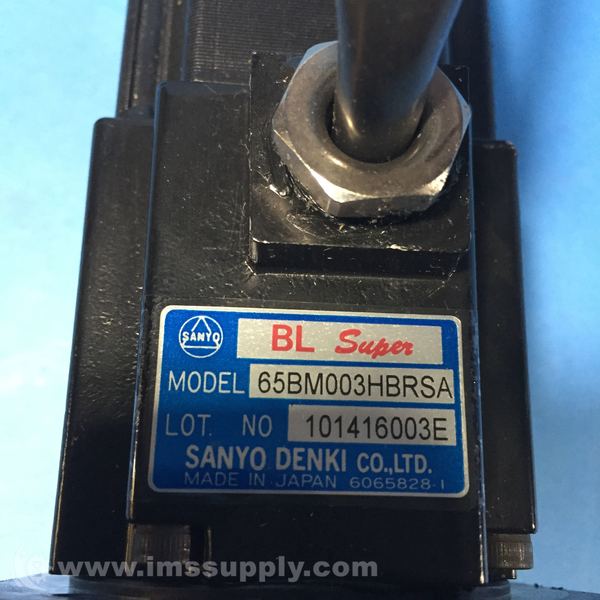 SANYO
BL Super
MODEL 65BM003HBRSA
LOT. NO 101416003E
SANYO DENKI CO.,LTD.
MADE IN JAPAN 6065828-1
www.imssupply.com